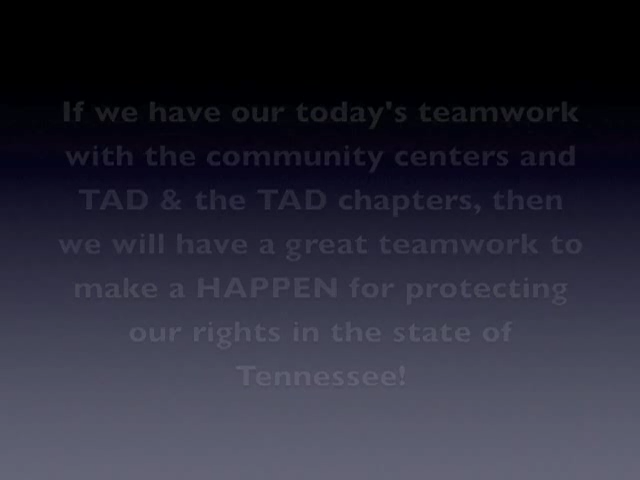 If we have our today's teamwork
with the community centers and
TAD & the TAD chapters, then
we will have a great teamwork to
make a HAPPEN for protecting
our rights in the state of
Tennessee!